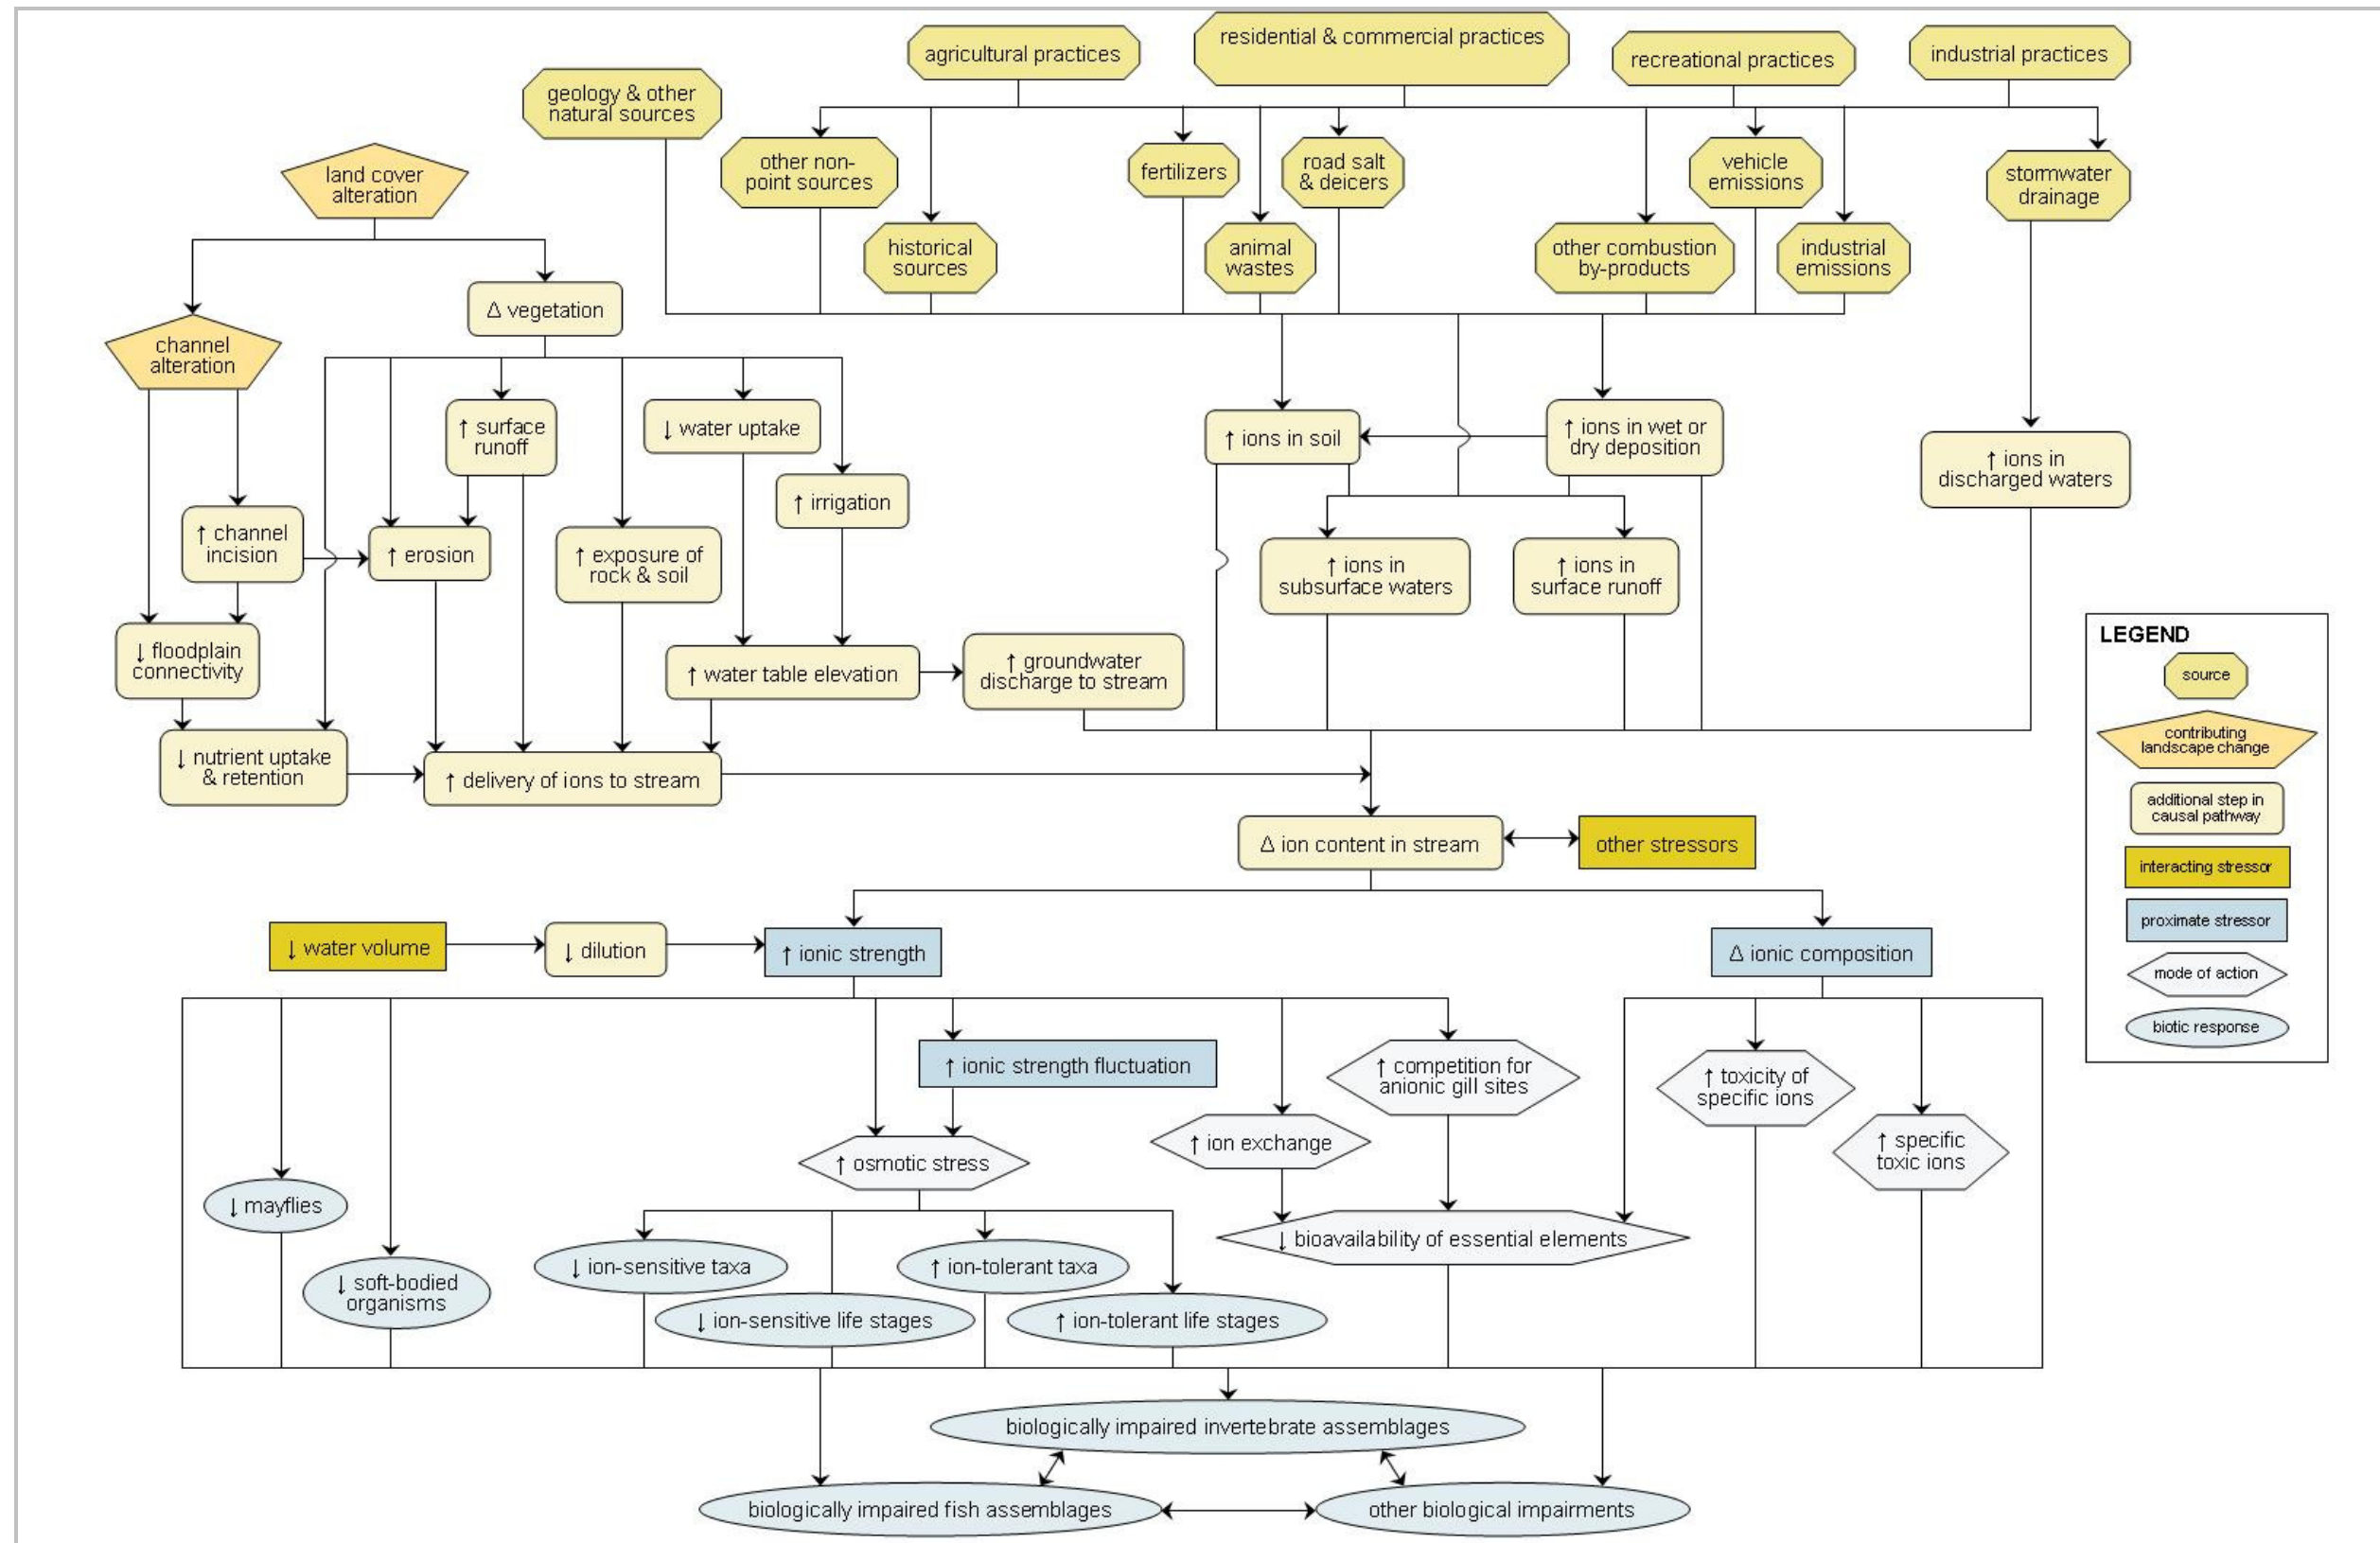 agricultural practices
residential & commercial practices
recreational practices
industrial practices
geology & other
natural sources
other non-
point sources
fertilizers
road salt
& deicers
vehicle
emissions
stormwater
drainage
land cover
alteration
historical
sources
animal
wastes
other combustion
by-products
industrial
emissions
Δ vegetation
channel
alteration
↑ surface
runoff
↓ water uptake
↑ ions in soil
↑ ions in wet or
dry deposition
↑ ions in
discharged waters
↑ irrigation
↑ channel
incision
↑ erosion
↑ exposure of
rock & soil
↑ ions in
subsurface waters
↑ ions in
surface runoff
↓ floodplain
connectivity
↑ water table elevation
↑ groundwater
discharge to stream
↓ nutrient uptake
& retention
↑ delivery of ions to stream
LEGEND
source
contributing
landscape change
additional step in
causal pathway
interacting stressor
proximate stressor
mode of action
biotic response
Δ ion content in stream
other stressors
↓ water volume
↓ dilution
↑ ionic strength
Δ ionic composition
↑ ionic strength fluctuation
↑ competition for
anionic gill sites
↑ toxicity of
specific ions
↑ osmotic stress
↑ ion exchange
↑ specific
toxic ions
↓ mayflies
↓ soft-bodied
organisms
↓ ion-sensitive taxa
↑ ion-tolerant taxa
↓ bioavailability of essential elements
↓ ion-sensitive life stages
↑ ion-tolerant life stages
biologically impaired invertebrate assemblages
biologically impaired fish assemblages
other biological impairments